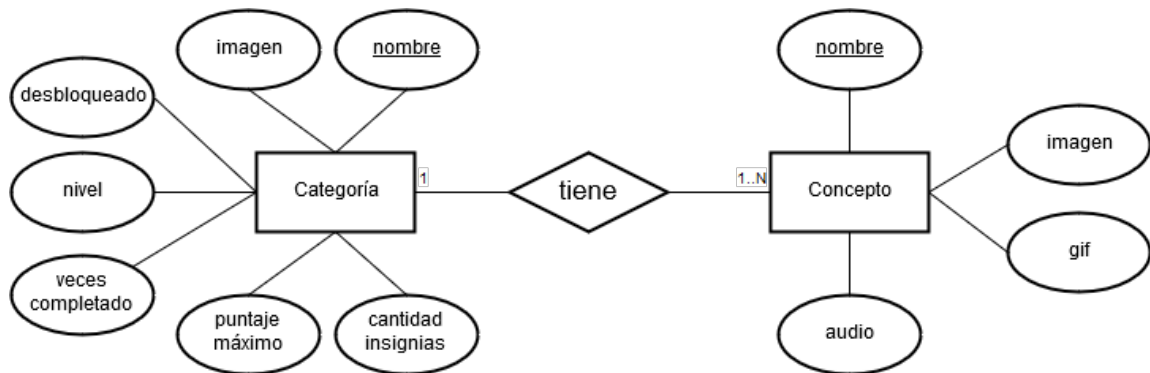 imagen
nombre
desbloqueado
nivel
veces
completado
puntaje
máximo
cantidad
insignias
Categoría
1
tiene
1..N
Concepto
nombre
imagen
gif
audio